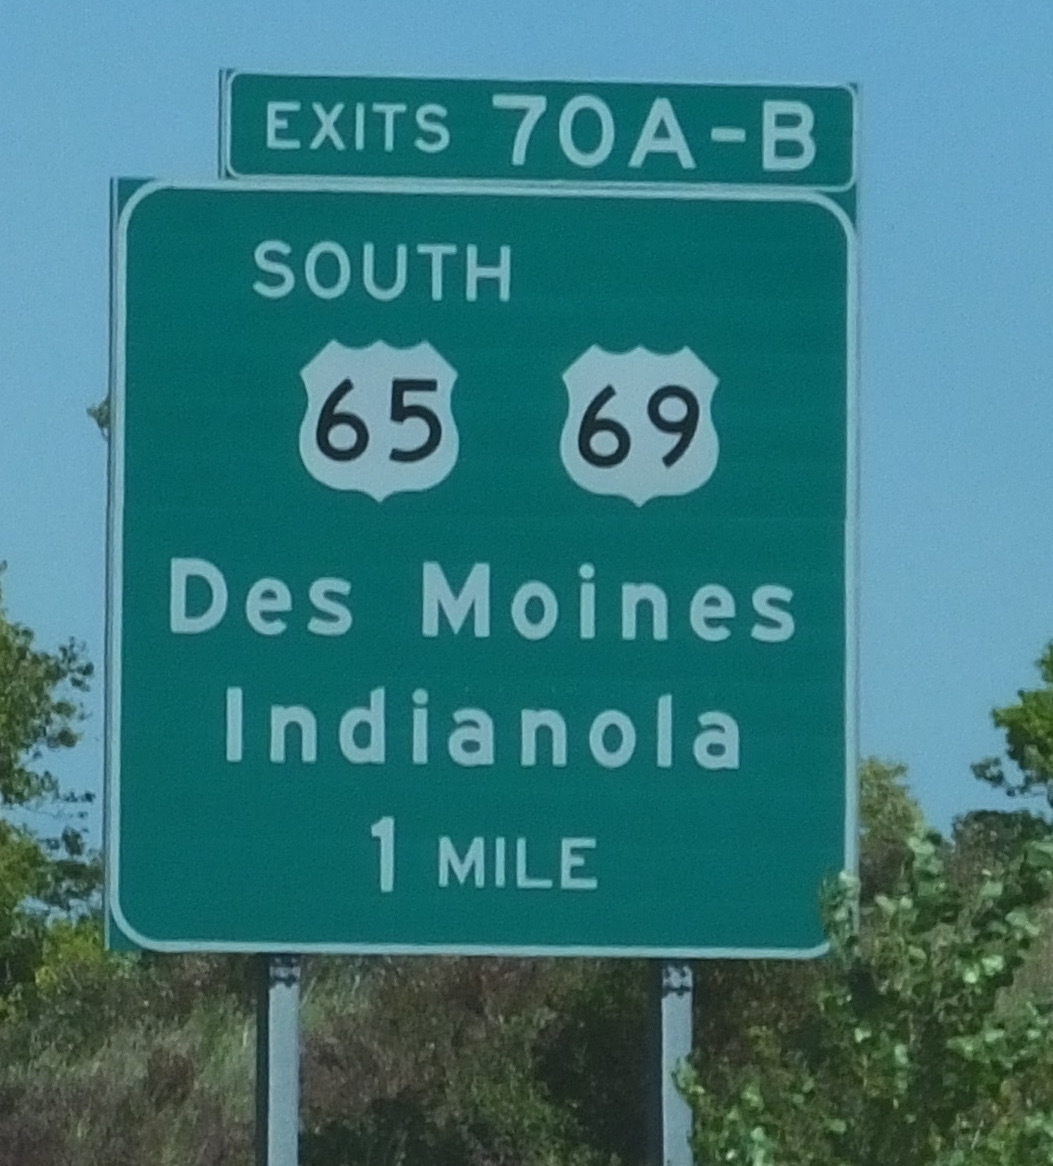 EXITS 70A-B
SOUTH
65 69
Des Moines
Indianola
1 MILE